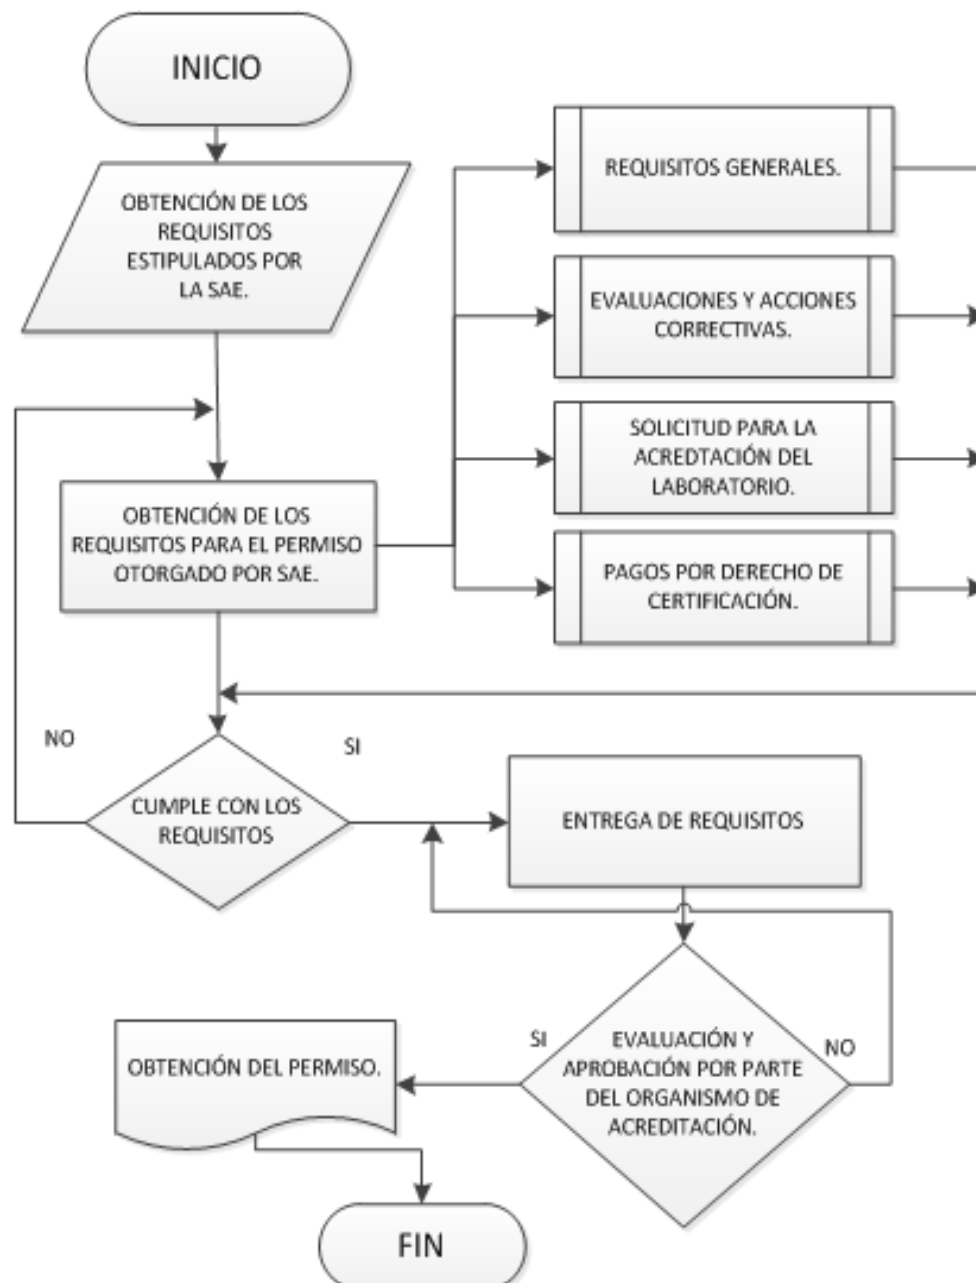 INICIO
OBTENCIÓN DE LOS
REQUISITOS
ESTIPULADOS POR
LA SAE.
REQUISITOS GENERALES.
EVALUACIONES Y ACCIONES
CORRECTIVAS.
SOLICITUD PARA LA
ACREDTACIÓN DEL
LABORATORIO.
OBTENCIÓN DE LOS
REQUISITOS PARA EL PERMISO
OTORGADO POR SAE.
PAGOS POR DERECHO DE
CERTIFICACIÓN.
NO
SI
CUMPLE CON LOS
REQUISITOS
ENTREGA DE REQUISITOS
SI
EVALUACIÓN Y
APROBACIÓN POR PARTE
DEL ORGANISMO DE
ACREDITACIÓN.
NO
OBTENCIÓN DEL PERMISO.
FIN